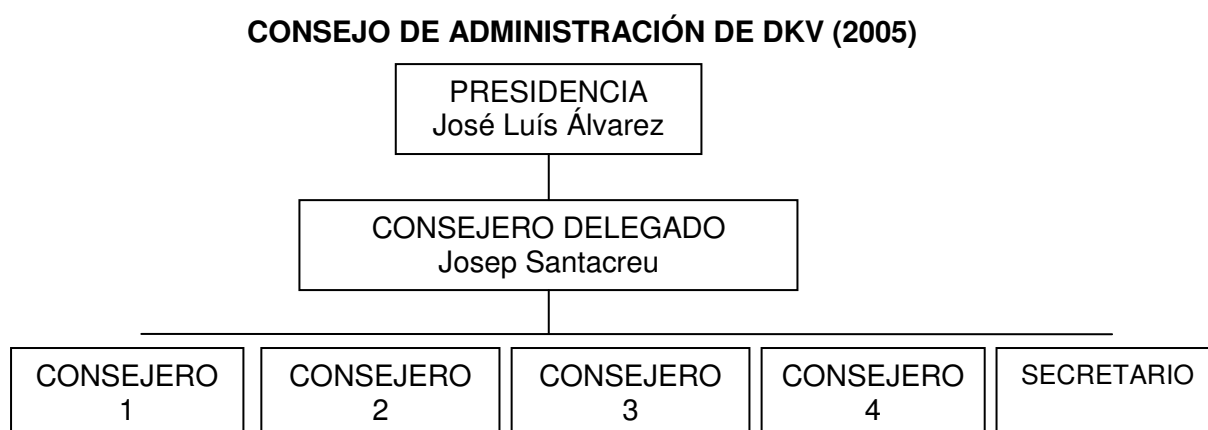 CONSEJO DE ADMINISTRACIÓN DE DKV (2005)
PRESIDENCIA
José Luís Álvarez
CONSEJERO DELEGADO
Josep Santacreu
CONSEJERO
1
CONSEJERO
2
CONSEJERO
3
CONSEJERO
4
SECRETARIO